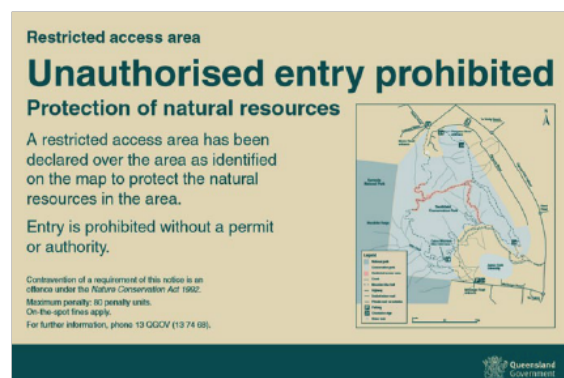 Restricted access area
Unauthorised entry prohibited
Protection of natural resources
A restricted access area has been
declared over the area as identified
on the map to protect the natural
resources in the area.
Entry is prohibited without a permit
or authority.
Contravention of a requirement of this notice is an
offence under the Nature Conservation Act 1992.
Maximum penalty: 80 penalty units.
On-the-spot fines apply.
For further information, phone 13 QGOV (13 74 68).
Legend
Queensland
Government